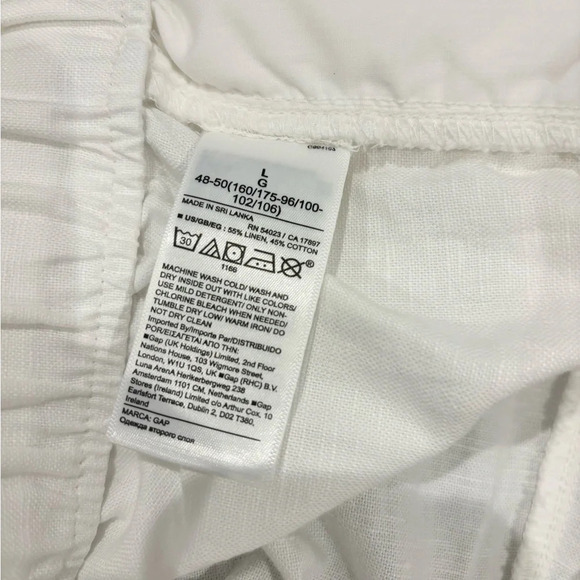 L
G
48-50(160/175-96/100-
102/106)
MADE IN SRI LANKA
RN 54023 / CA 17897
■ US/GB/EG : 55% LINEN, 45% COTTON
30
®
1166
MACHINE WASH COLD/ WASH AND
DRY INSIDE OUT WITH LIKE COLORS/
USE MILD DETERGENT/ ONLY NON-
CHLORINE BLEACH WHEN NEEDED/
TUMBLE DRY LOW/ WARM IRON/ DO
NOT DRY CLEAN
Imported By/Importe Par/DISTRIBUIDO
POR/ΕΙΣΑΓΕΤΑΙ ΑΠΟ ΤΗΝ:
■ Gap (UK Holdings) Limited, 2nd Floor
Nations House, 103 Wigmore Street,
London, W1U 1QS, UK ■ Gap (RHC) B.V.
Luna ArenA Herikerbergweg 238
Amsterdam 1101 CM, Netherlands ■ Gap
Stores (Ireland) Limited c/o Arthur Cox, 10
Earlsfort Terrace, Dublin 2, D02 T380,
Ireland
MARCA: GAP
Одежда второго слоя